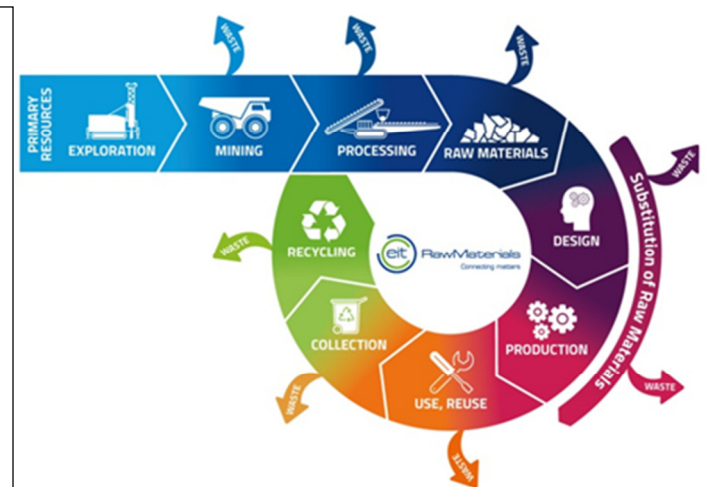 WASTE
WASTE
WASTE
PRIMARY
RESOURCES
EXPLORATION
MINING
PROCESSING
RAW MATERIALS
WASTE
Substitution of Raw Materials
DESIGN
RECYCLING
WASTE
eit RawMaterials
Connecting matters
COLLECTION
PRODUCTION
WASTE
USE, REUSE
WASTE
WASTE